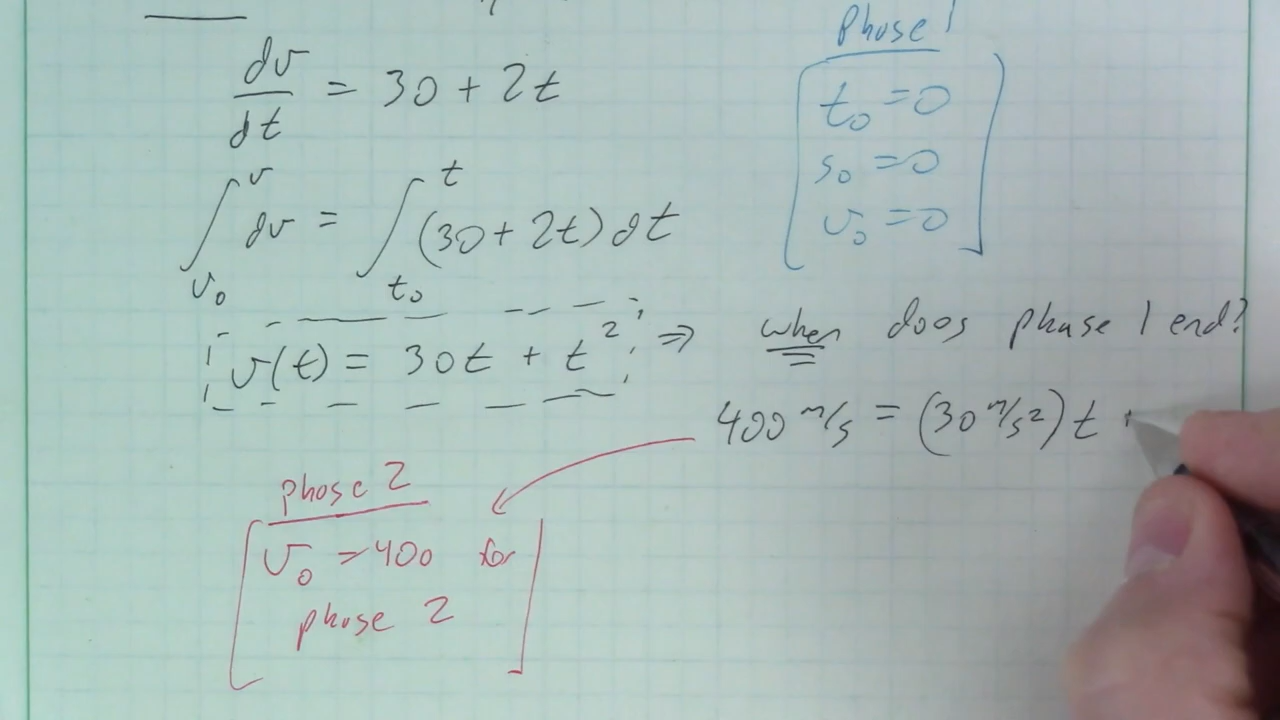 dv/dt = 30 + 2t
∫_{v₀}^{v} dv = ∫_{t₀}^{t} (30 + 2t) dt
v(t) = 30t + t² ⇒
Phase 1
t₀ = 0
s₀ = 0
v₀ = 0
when does phase 1 end?
400 m/s = (30 m/s²) t
phase 2
v₀ = 400 for
phase 2